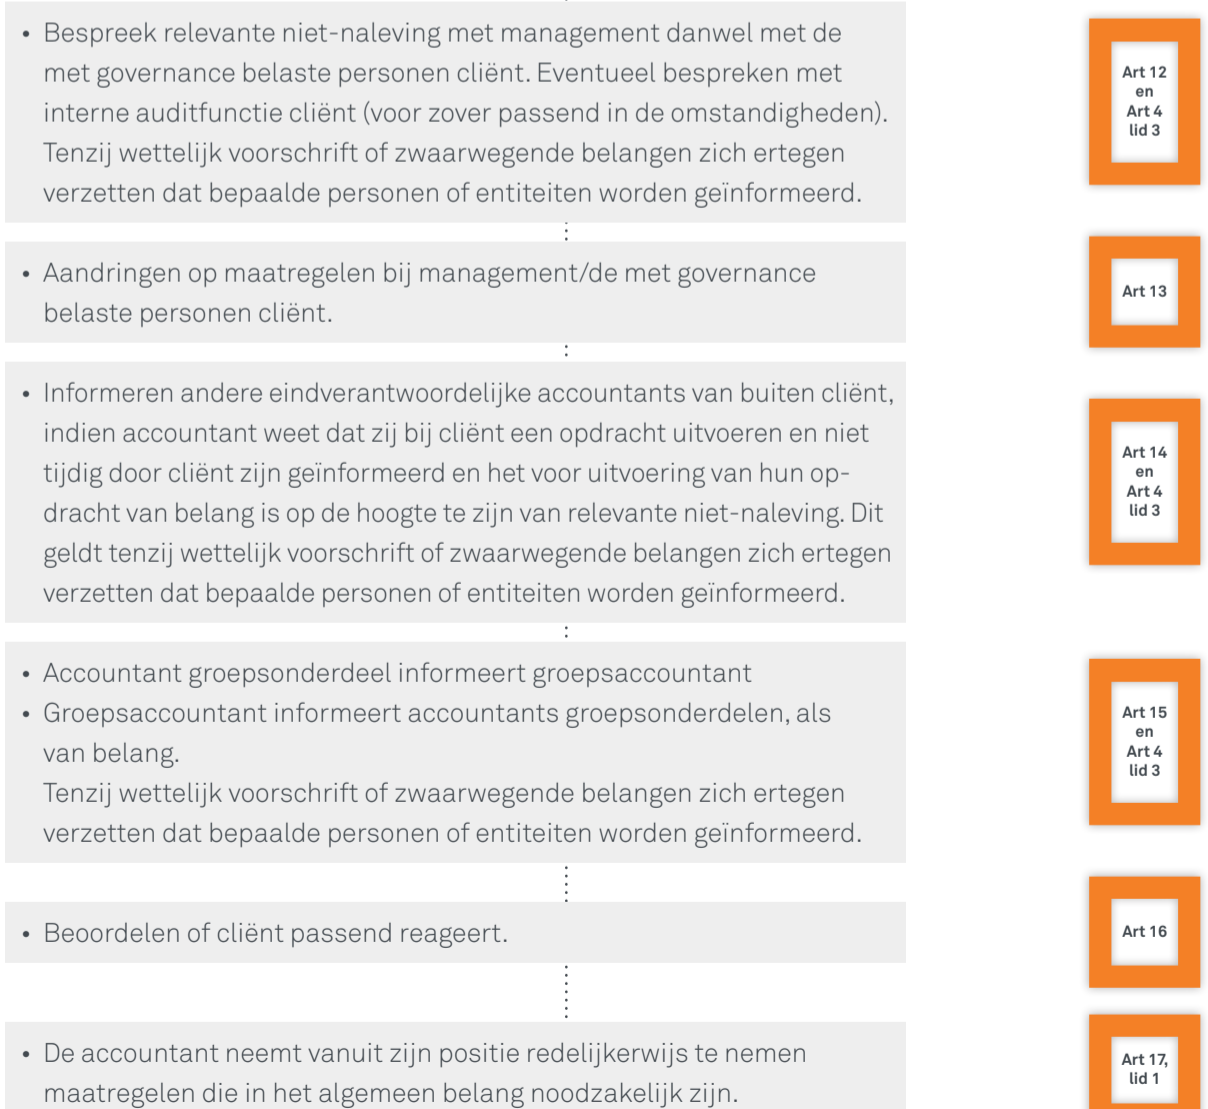 • Bespreek relevante niet-naleving met management danwel met de
met governance belaste personen cliënt. Eventueel bespreken met
interne auditfunctie cliënt (voor zover passend in de omstandigheden).
Tenzij wettelijk voorschrift of zwaarwegende belangen zich ertegen
verzetten dat bepaalde personen of entiteiten worden geïnformeerd.
Art 12
en
Art 4
lid 3
• Aandringen op maatregelen bij management/de met governance
belaste personen cliënt.
Art 13
• Informeren andere eindverantwoordelijke accountants van buiten cliënt,
indien accountant weet dat zij bij cliënt een opdracht uitvoeren en niet
tijdig door cliënt zijn geïnformeerd en het voor uitvoering van hun op-
dracht van belang is op de hoogte te zijn van relevante niet-naleving. Dit
geldt tenzij wettelijk voorschrift of zwaarwegende belangen zich ertegen
verzetten dat bepaalde personen of entiteiten worden geïnformeerd.
Art 14
en
Art 4
lid 3
• Accountant groepsonderdeel informeert groepsaccountant
• Groepsaccountant informeert accountants groepsonderdelen, als
van belang.
Tenzij wettelijk voorschrift of zwaarwegende belangen zich ertegen
verzetten dat bepaalde personen of entiteiten worden geïnformeerd.
Art 15
en
Art 4
lid 3
• Beoordelen of cliënt passend reageert.
Art 16
• De accountant neemt vanuit zijn positie redelijkerwijs te nemen
maatregelen die in het algemeen belang noodzakelijk zijn.
Art 17,
lid 1